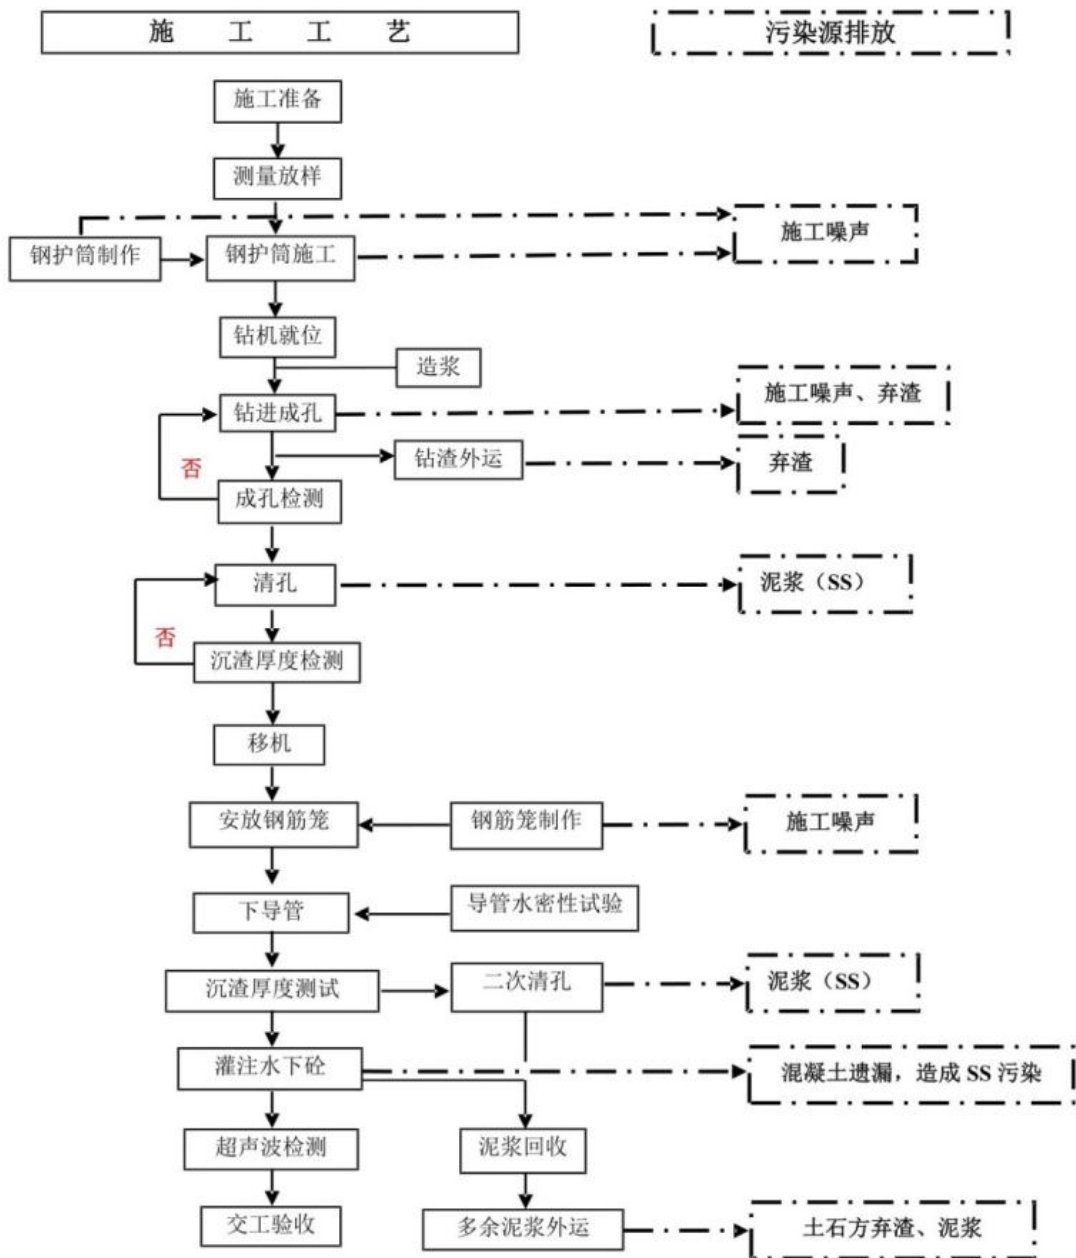 施 工 工 艺
污染源排放
施工准备
测量放样
施工噪声
钢护筒制作
钢护筒施工
钻机就位
造浆
钻进成孔
施工噪声、弃渣
否
钻渣外运
弃渣
成孔检测
清孔
泥浆（SS）
否
沉渣厚度检测
移机
安放钢筋笼
钢筋笼制作
施工噪声
下导管
导管水密性试验
沉渣厚度测试
二次清孔
泥浆（SS）
灌注水下砼
混凝土遗漏，造成 SS 污染
超声波检测
泥浆回收
交工验收
多余泥浆外运
土石方弃渣、泥浆